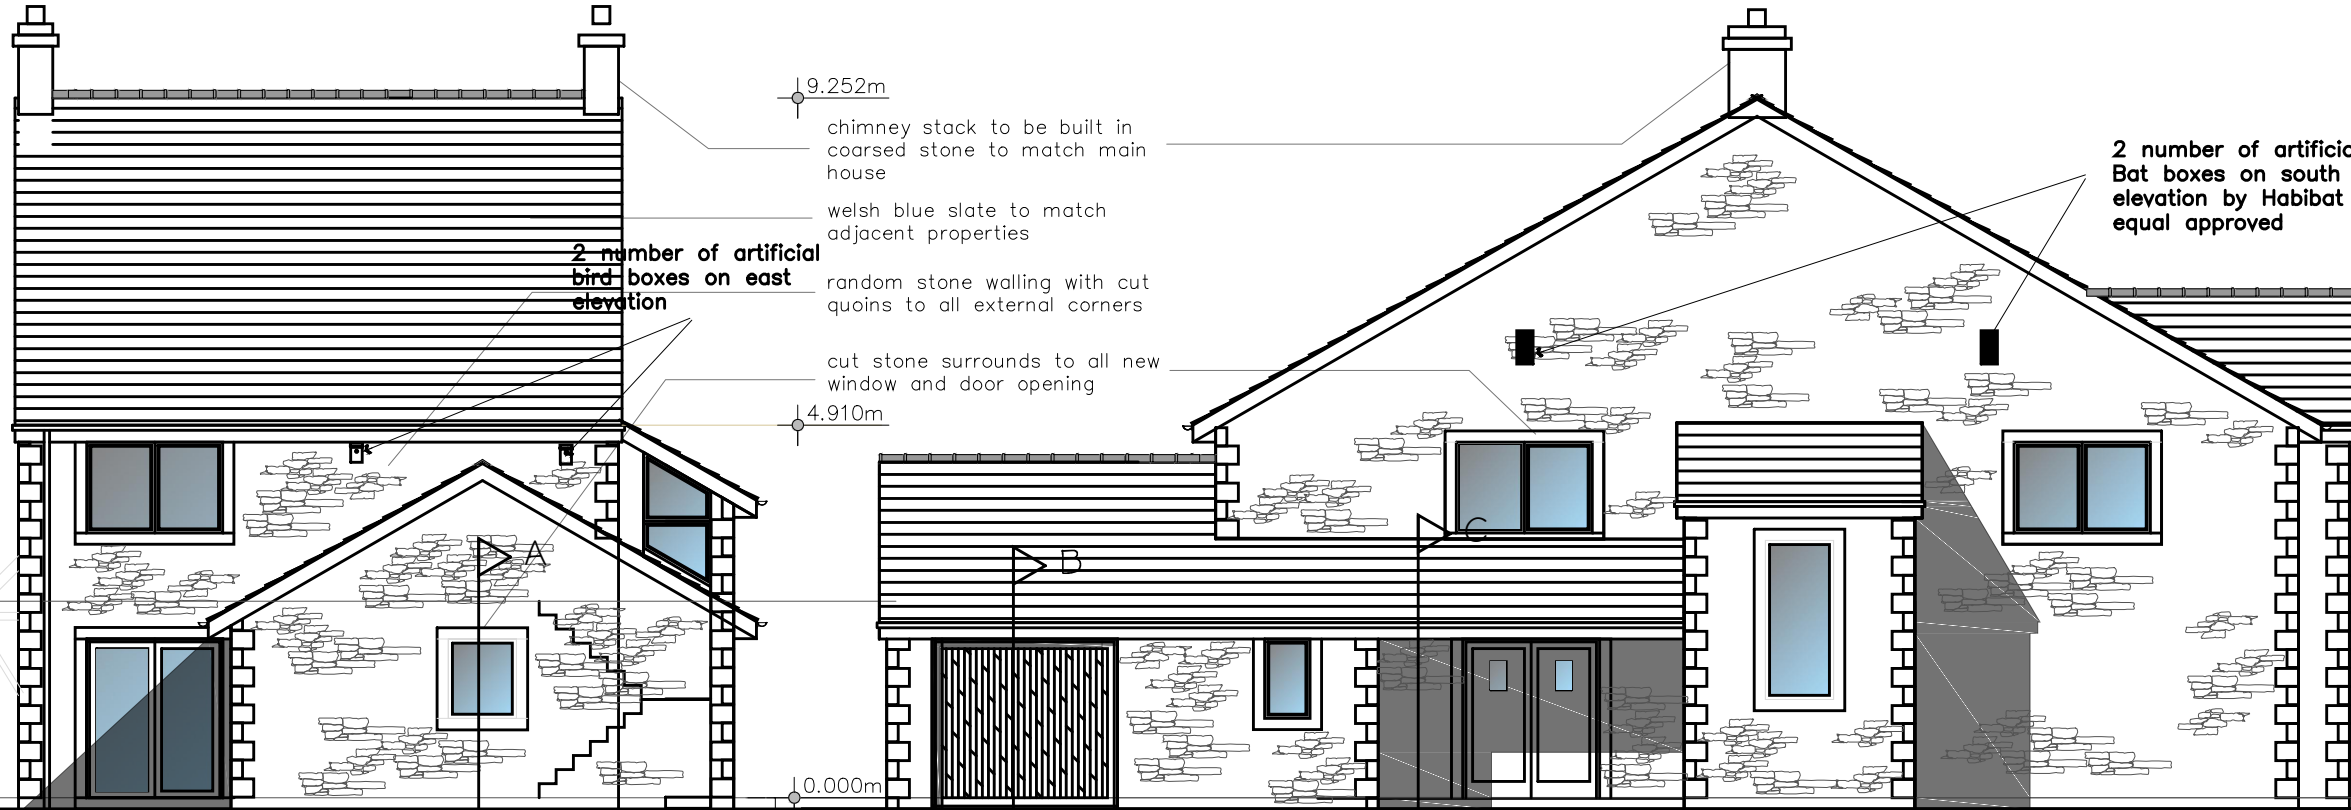 9.252m
chimney stack to be built in
coarsed stone to match main
house
welsh blue slate to match
adjacent properties
2 number of artificial
bird boxes on east
elevation
random stone walling with cut
quoins to all external corners
cut stone surrounds to all new
window and door opening
4.910m
2 number of artific
Bat boxes on south
elevation by Habibat
equal approved
A
B
C
0.000m